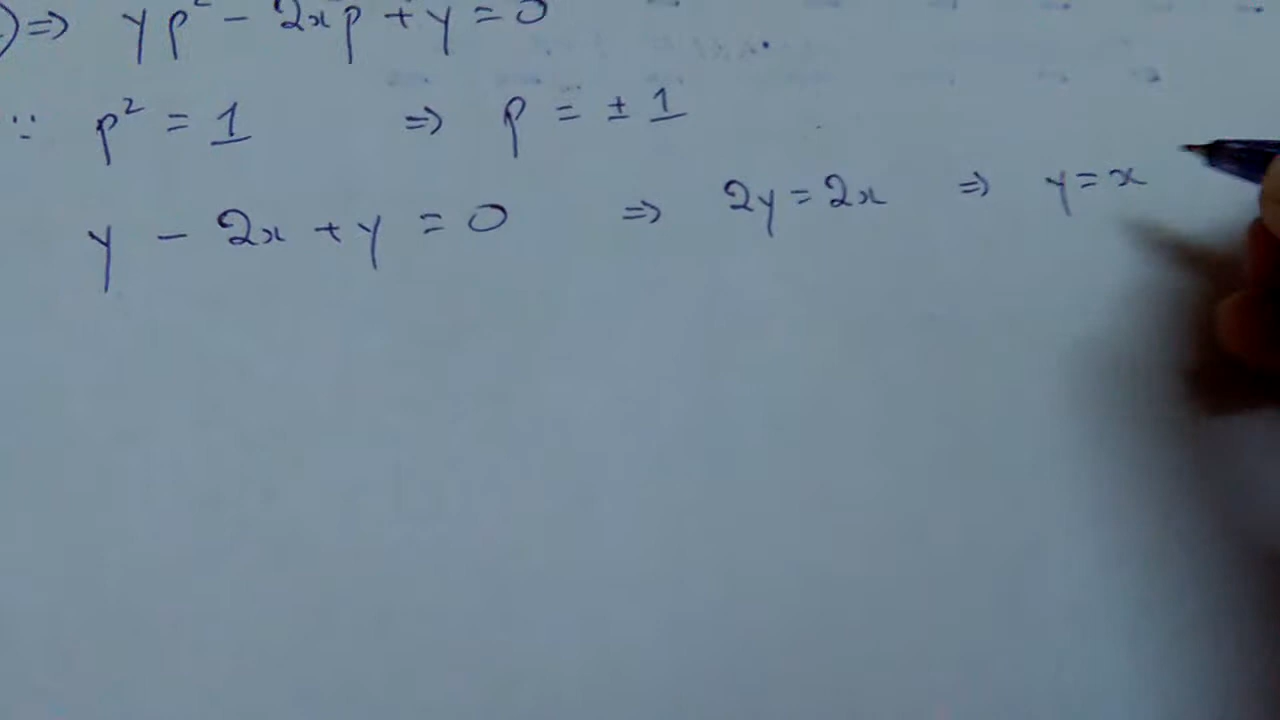 ) ⇒ yp² - 2xp + y = 0
∵ p² = 1 ⇒ p = ± 1
y - 2x + y = 0 ⇒ 2y = 2x ⇒ y = x